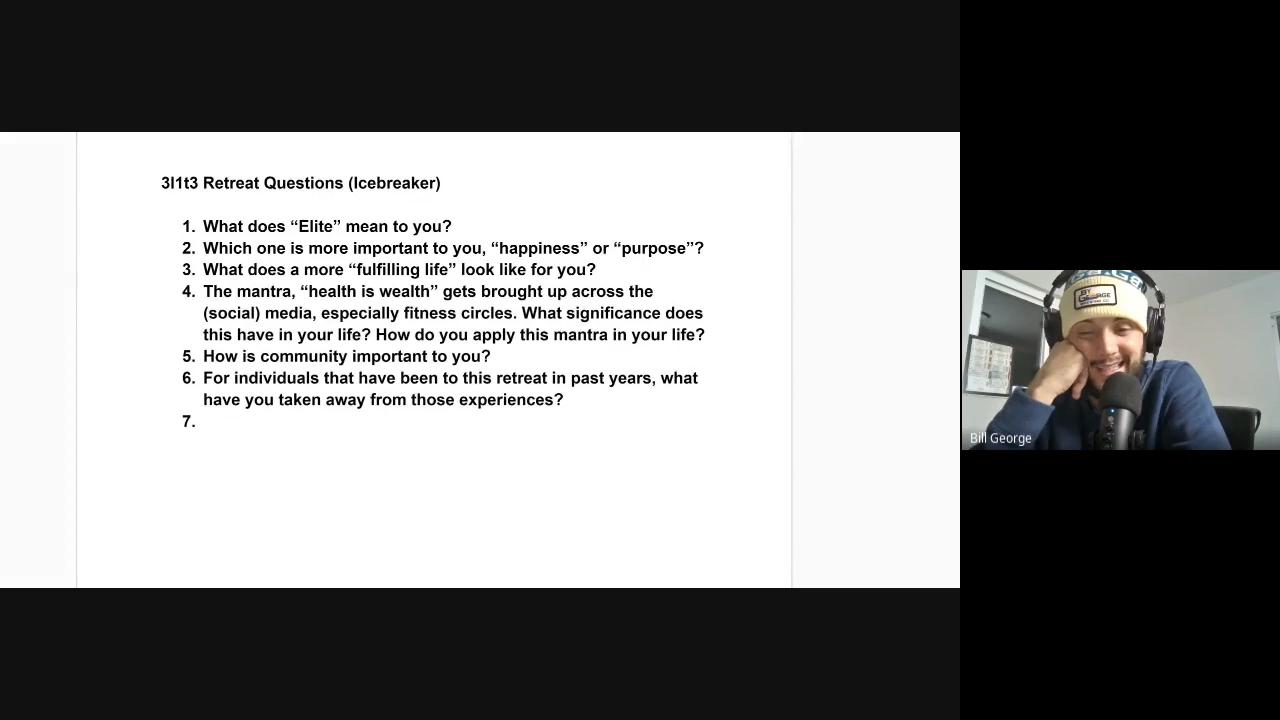 3l1t3 Retreat Questions (Icebreaker)
1. What does “Elite” mean to you?
2. Which one is more important to you, “happiness” or “purpose”?
3. What does a more “fulfilling life” look like for you?
4. The mantra, “health is wealth” gets brought up across the
(social) media, especially fitness circles. What significance does
this have in your life? How do you apply this mantra in your life?
5. How is community important to you?
6. For individuals that have been to this retreat in past years, what
have you taken away from those experiences?
7.
BY
GEORGE
Bill George